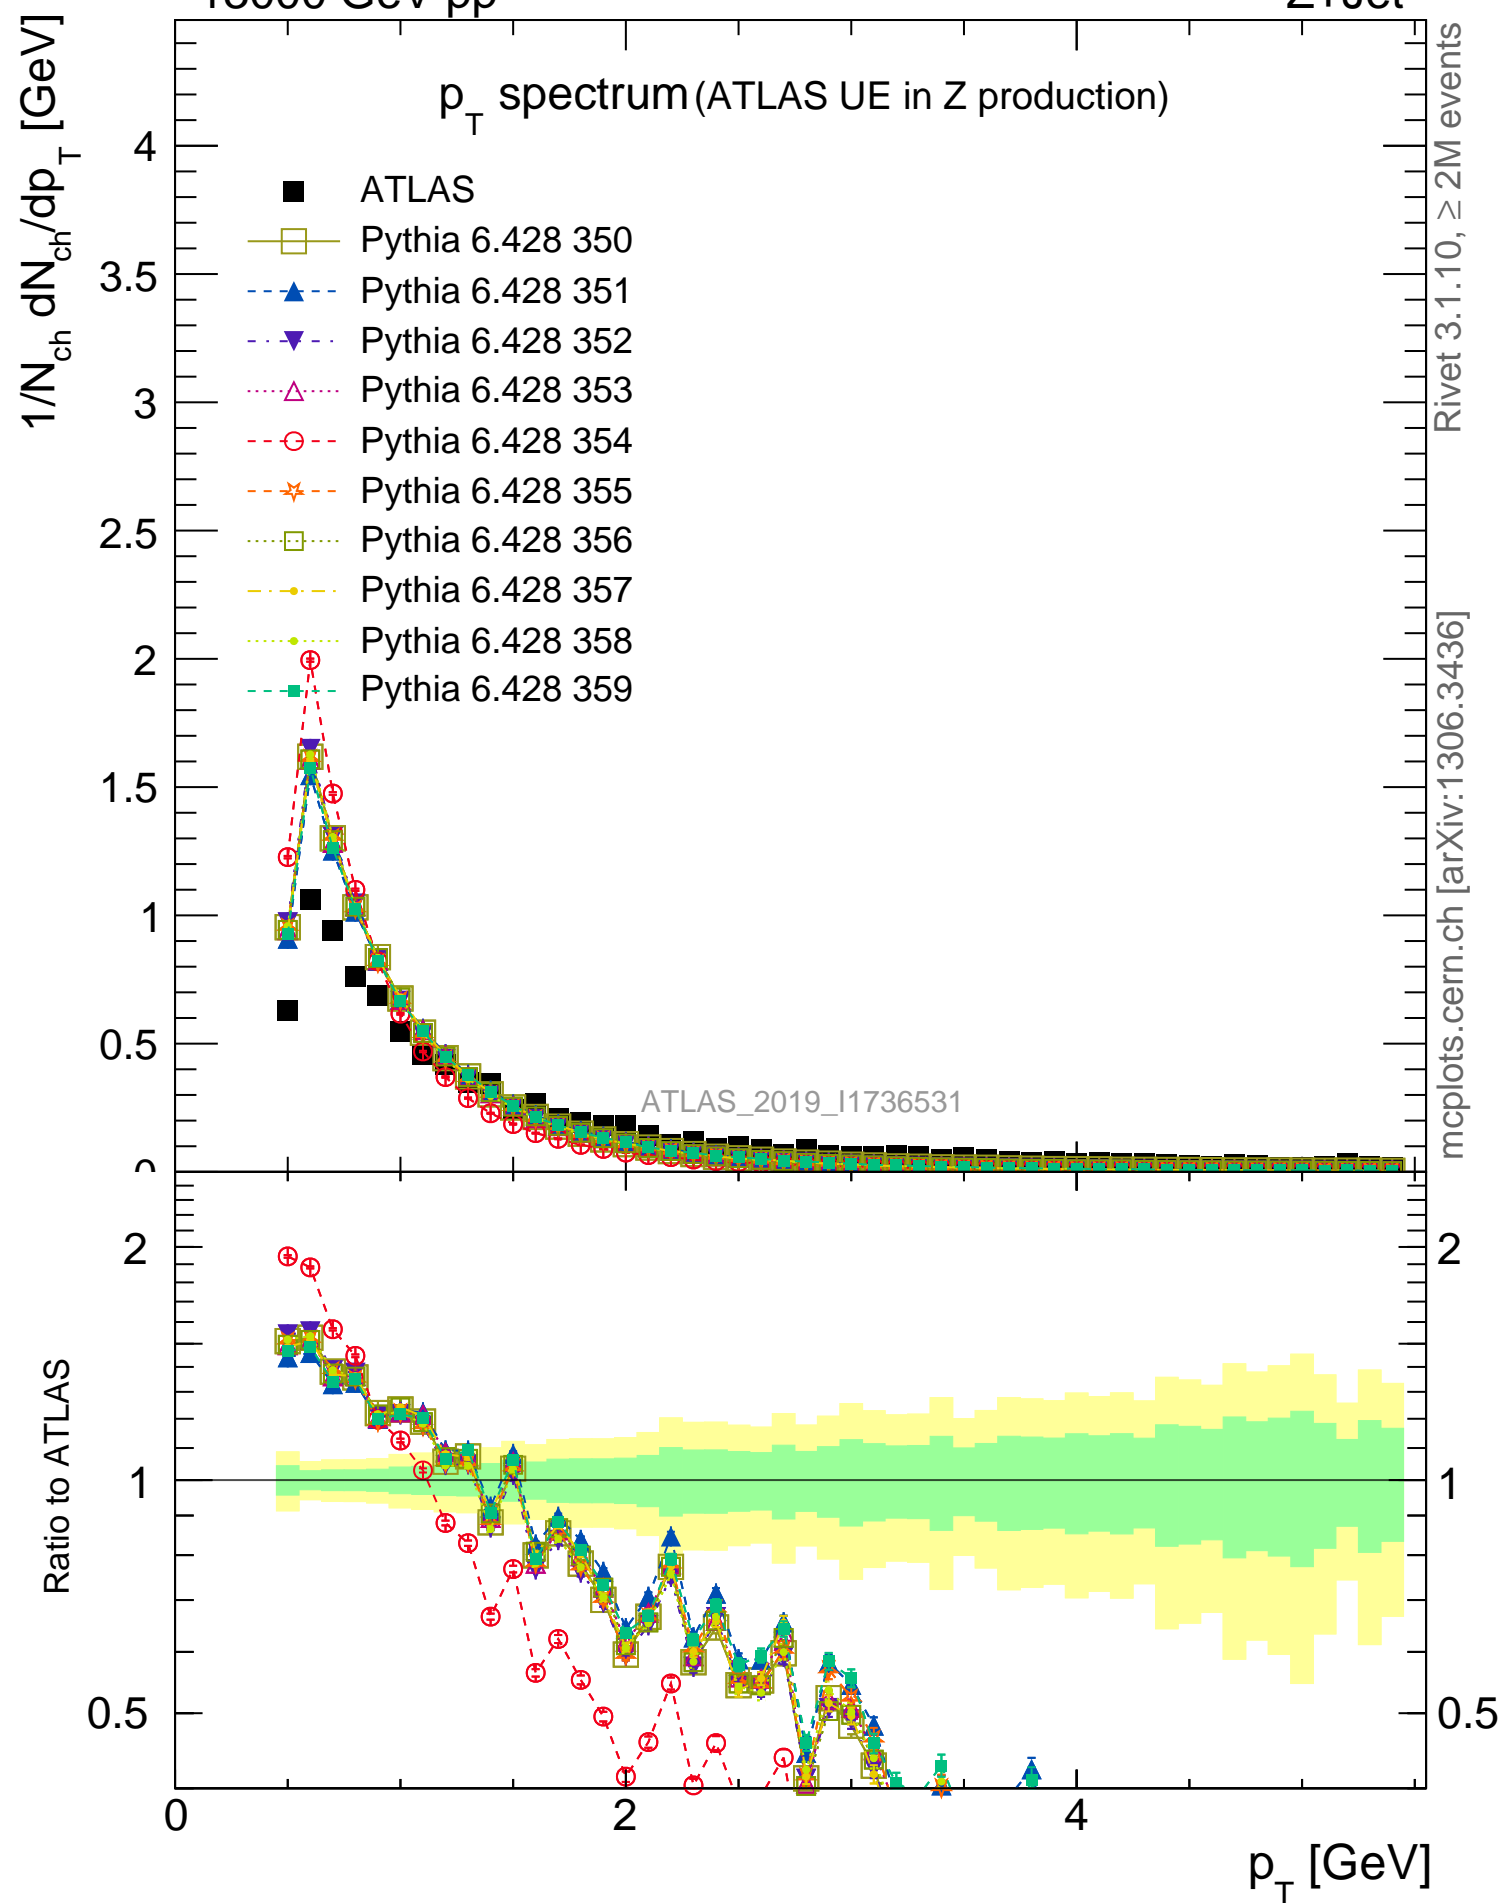 13000 GeV pp
Z+Jet
p_T spectrum (ATLAS UE in Z production)
1/N_ch dN_ch/dp_T [GeV]
4
3.5
3
2.5
2
1.5
1
0.5
0
ATLAS
Pythia 6.428 350
Pythia 6.428 351
Pythia 6.428 352
Pythia 6.428 353
Pythia 6.428 354
Pythia 6.428 355
Pythia 6.428 356
Pythia 6.428 357
Pythia 6.428 358
Pythia 6.428 359
ATLAS_2019_I1736531
Rivet 3.1.10, ≥ 2M events
mcplots.cern.ch [arXiv:1306.3436]
Ratio to ATLAS
2
1
0.5
2
1
0.5
0
2
4
p_T [GeV]